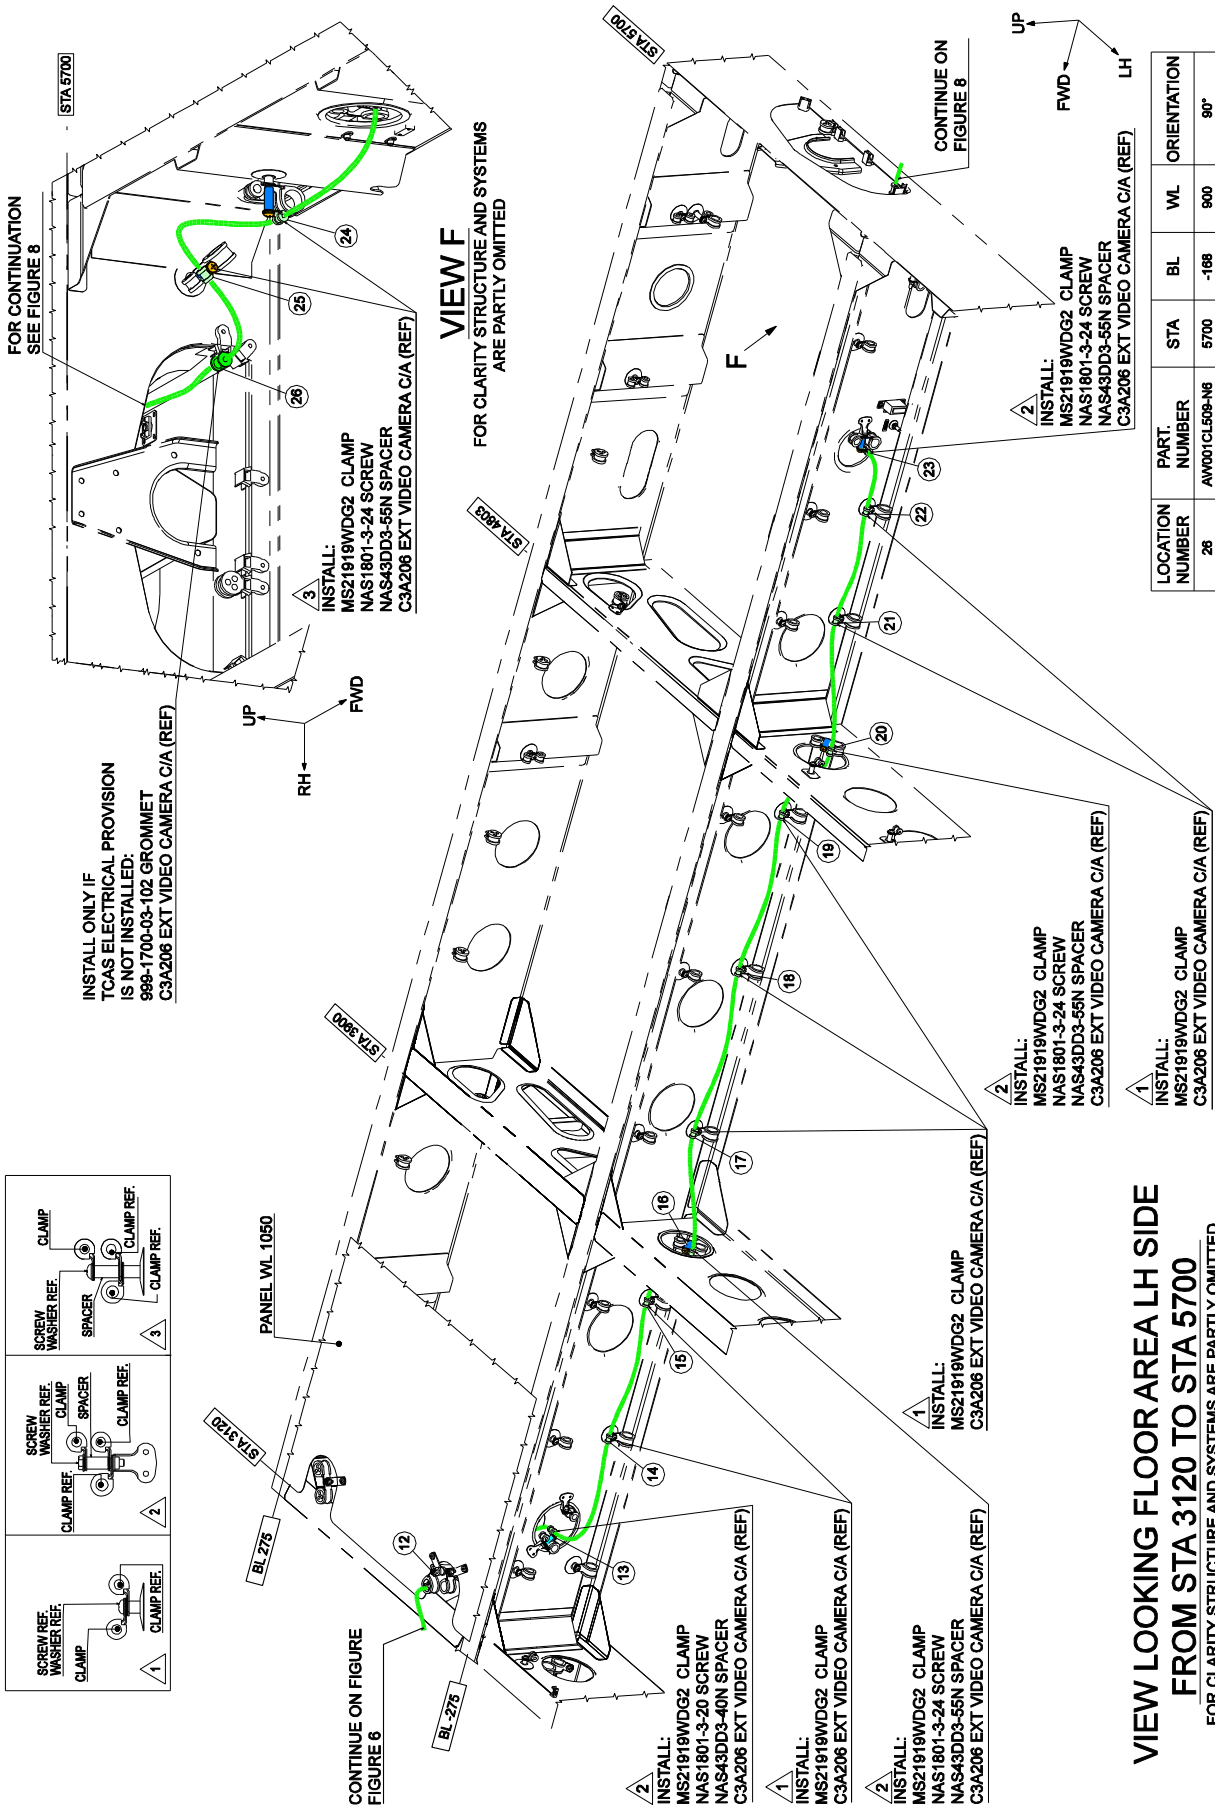 SCREW REF.
WASHER REF.
CLAMP
CLAMP REF.
1
SCREW
WASHER REF.
CLAMP
SPACER
CLAMP REF.
CLAMP REF.
2
SCREW
WASHER REF.
SPACER
CLAMP
CLAMP REF.
CLAMP REF.
3
INSTALL ONLY IF
TCAS ELECTRICAL PROVISION
IS NOT INSTALLED:
999-1700-03-102 GROMMET
C3A206 EXT VIDEO CAMERA C/A (REF)
FOR CONTINUATION
SEE FIGURE 8
STA 5700
UP
RH
FWD
26
25
24
3
INSTALL:
MS21919WDG2 CLAMP
NAS1801-3-24 SCREW
NAS43DD3-55N SPACER
C3A206 EXT VIDEO CAMERA C/A (REF)
VIEW F
FOR CLARITY STRUCTURE AND SYSTEMS
ARE PARTLY OMITTED
CONTINUE ON FIGURE
FIGURE 6
BL -275
BL 275
STA 3120
PANEL WL 1050
STA 3900
STA 4803
STA 5700
F
12
13
14
15
16
17
18
19
20
21
22
23
CONTINUE ON
FIGURE 8
UP
FWD
LH
2
INSTALL:
MS21919WDG2 CLAMP
NAS1801-3-20 SCREW
NAS43DD3-40N SPACER
C3A206 EXT VIDEO CAMERA C/A (REF)
1
INSTALL:
MS21919WDG2 CLAMP
C3A206 EXT VIDEO CAMERA C/A (REF)
2
INSTALL:
MS21919WDG2 CLAMP
NAS1801-3-24 SCREW
NAS43DD3-55N SPACER
C3A206 EXT VIDEO CAMERA C/A (REF)
1
INSTALL:
MS21919WDG2 CLAMP
C3A206 EXT VIDEO CAMERA C/A (REF)
2
INSTALL:
MS21919WDG2 CLAMP
NAS1801-3-24 SCREW
NAS43DD3-55N SPACER
C3A206 EXT VIDEO CAMERA C/A (REF)
1
INSTALL:
MS21919WDG2 CLAMP
C3A206 EXT VIDEO CAMERA C/A (REF)
2
INSTALL:
MS21919WDG2 CLAMP
NAS1801-3-24 SCREW
NAS43DD3-55N SPACER
C3A206 EXT VIDEO CAMERA C/A (REF)
LOCATION NUMBER PART. NUMBER STA BL WL ORIENTATION
26 AW001CL509-N6 5700 -168 900 90°
VIEW LOOKING FLOOR AREA LH SIDE
FROM STA 3120 TO STA 5700
FOR CLARITY STRUCTURE AND SYSTEMS ARE PARTLY OMITTED